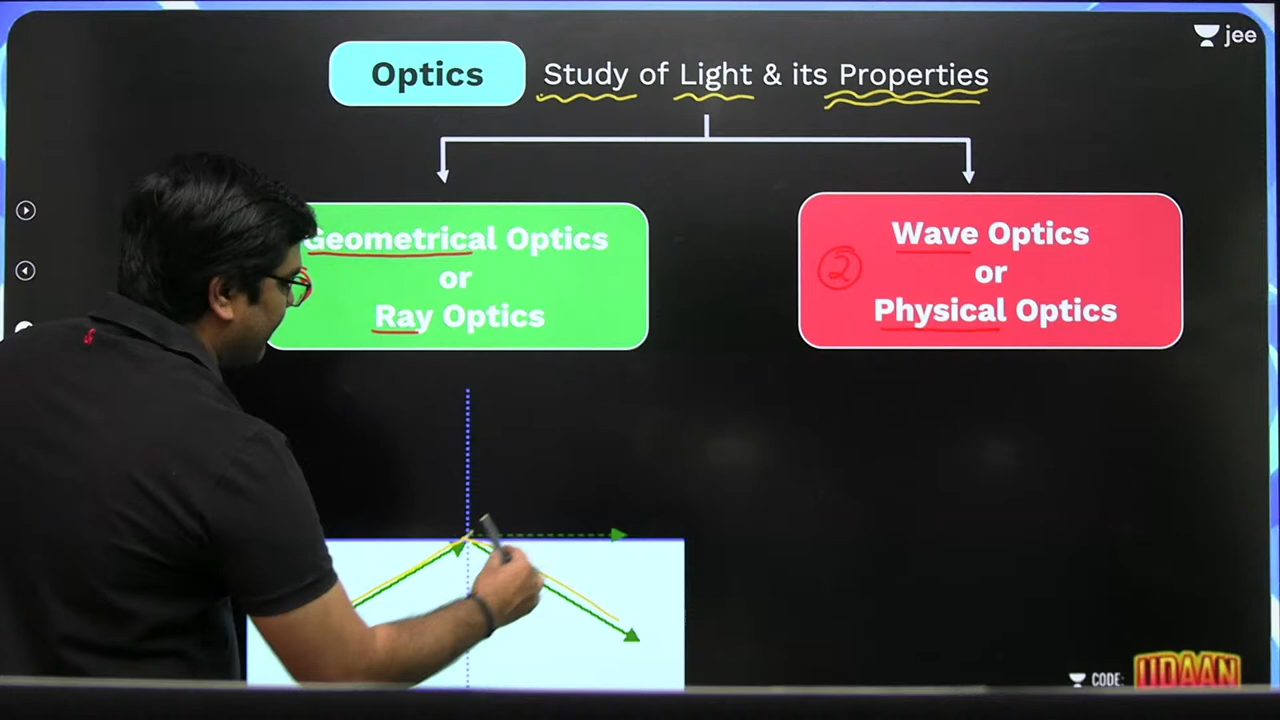 jee
Optics Study of Light & its Properties
Geometrical Optics
or
Ray Optics
Wave Optics
or
Physical Optics
2
CODE: UDAAN